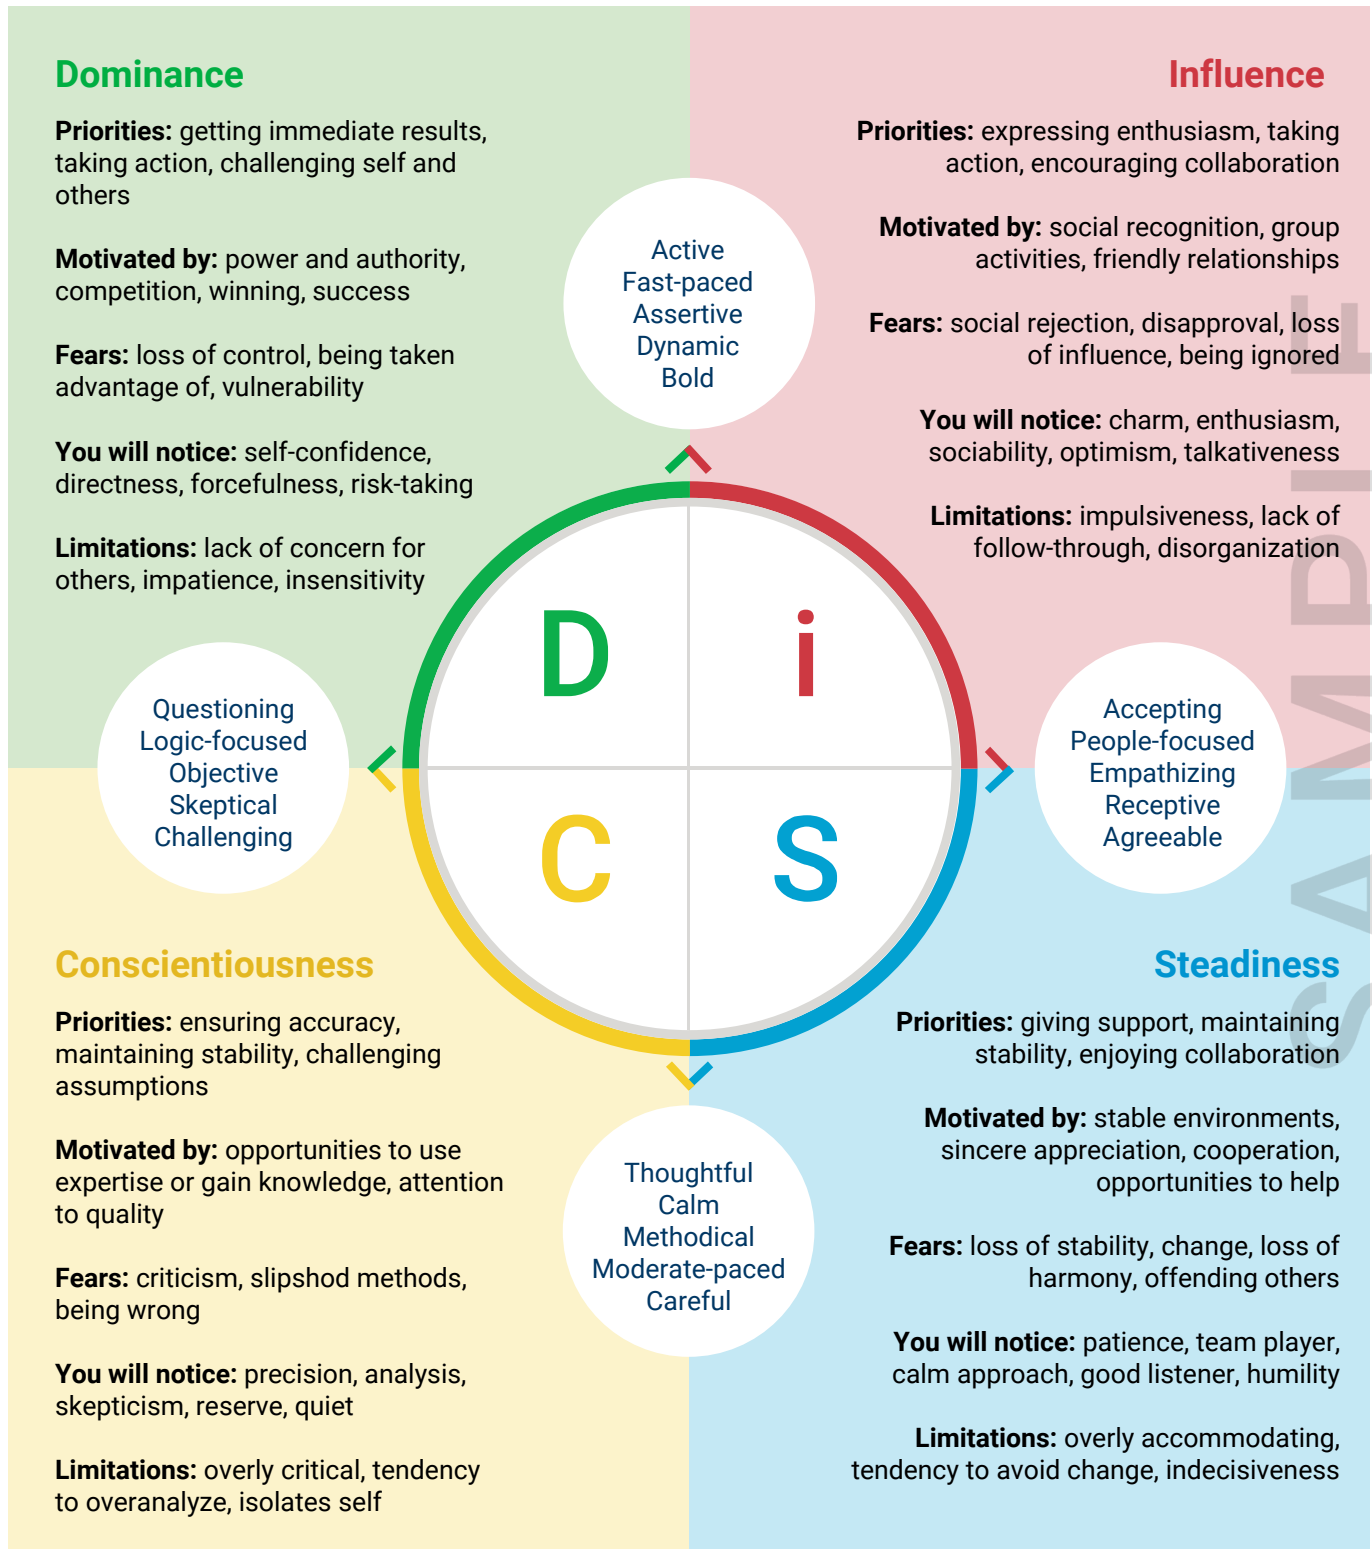 Dominance
Priorities: getting immediate results,
taking action, challenging self and
others
Motivated by: power and authority,
competition, winning, success
Fears: loss of control, being taken
advantage of, vulnerability
You will notice: self-confidence,
directness, forcefulness, risk-taking
Limitations: lack of concern for
others, impatience, insensitivity
Influence
Priorities: expressing enthusiasm, taking
action, encouraging collaboration
Motivated by: social recognition, group
activities, friendly relationships
Fears: social rejection, disapproval, loss
of influence, being ignored
You will notice: charm, enthusiasm,
sociability, optimism, talkativeness
Limitations: impulsiveness, lack of
follow-through, disorganization
Active
Fast-paced
Assertive
Dynamic
Bold
Questioning
Logic-focused
Objective
Skeptical
Challenging
D
i
C
S
Accepting
People-focused
Empathizing
Receptive
Agreeable
Conscientiousness
Priorities: ensuring accuracy,
maintaining stability, challenging
assumptions
Motivated by: opportunities to use
expertise or gain knowledge, attention
to quality
Fears: criticism, slipshod methods,
being wrong
You will notice: precision, analysis,
skepticism, reserve, quiet
Limitations: overly critical, tendency
to overanalyze, isolates self
Thoughtful
Calm
Methodical
Moderate-paced
Careful
Steadiness
Priorities: giving support, maintaining
stability, enjoying collaboration
Motivated by: stable environments,
sincere appreciation, cooperation,
opportunities to help
Fears: loss of stability, change, loss of
harmony, offending others
You will notice: patience, team player,
calm approach, good listener, humility
Limitations: overly accommodating,
tendency to avoid change, indecisiveness
SAMPLE